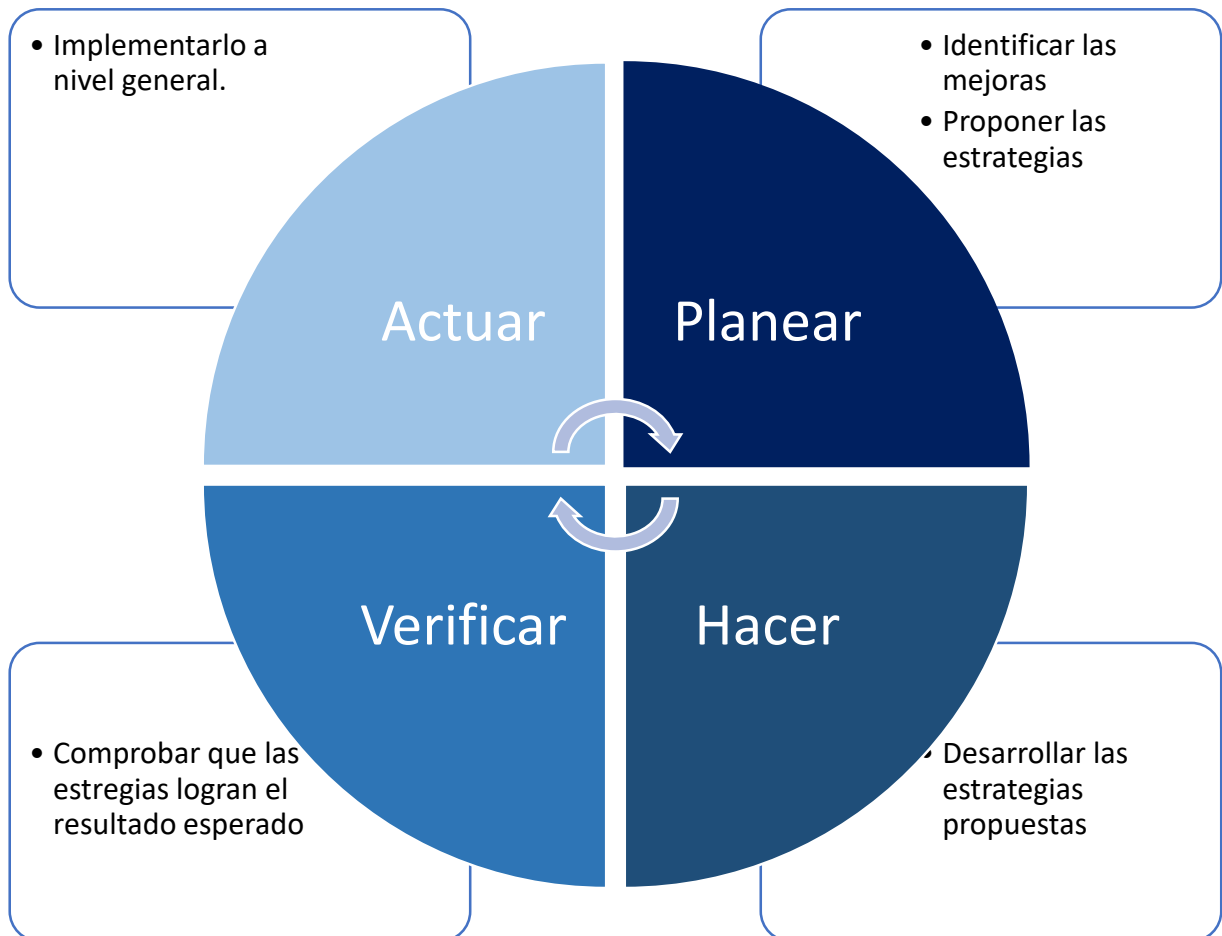 • Implementarlo a
nivel general.
• Identificar las
mejoras
• Proponer las
estrategias
Actuar
Planear
Verificar
Hacer
• Comprobar que las
estregias logran el
resultado esperado
• Desarrollar las
estrategias
propuestas